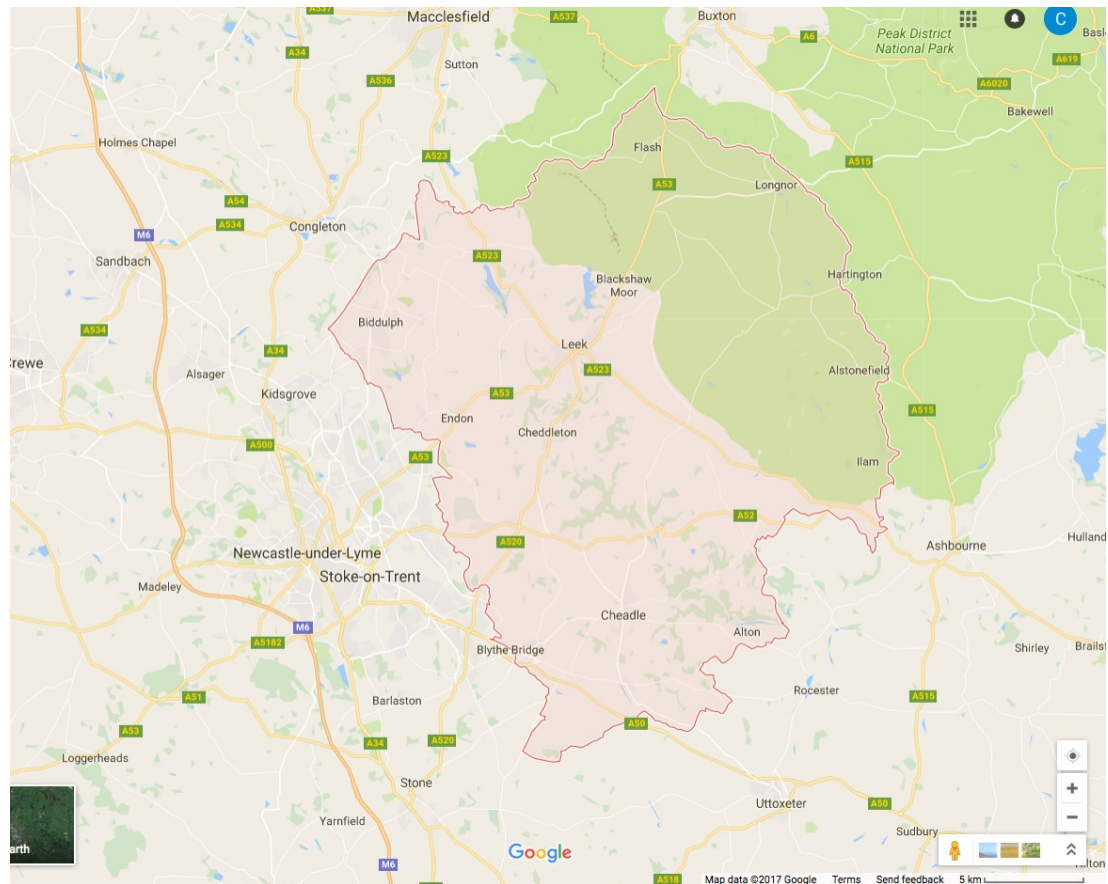 A537
Macclesfield
A537
Buxton
C
A34
A6
Peak District
National Park
Sutton
A619
A536
A6020
Bakewell
Holmes Chapel
Flash
A523
A515
A53
Longnor
A54
A534
Congleton
M6
A523
Sandbach
Hartington
Blackshaw
Moor
Biddulph
A534
Leek
A34
Alsager
A523
Alstonefield
Kidsgrove
A53
A515
Endon
Cheddleton
A500
A53
Ilam
A52
A520
Ashbourne
Hulland
Newcastle-under-Lyme
Stoke-on-Trent
Madeley
Cheadle
M6
Alton
A5182
Blythe Bridge
Shirley
Rocester
A51
Barlaston
A515
A50
A53
A34
A520
Loggerheads
Stone
Uttoxeter
A50
Yarnfield
Sudbury
arth
Google
M6
A518
Map data ©2017 Google Terms Send feedback 5 km